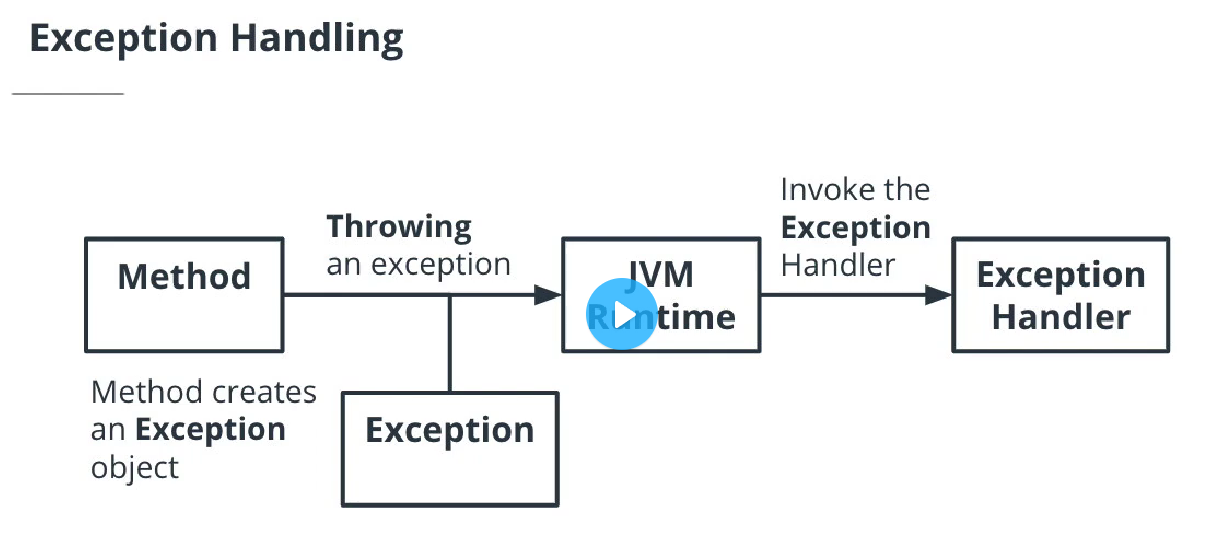 Exception Handling
Throwing
an exception
Invoke the
Exception
Handler
Method
JVM
Runtime
Exception
Handler
Method creates
an Exception
object
Exception